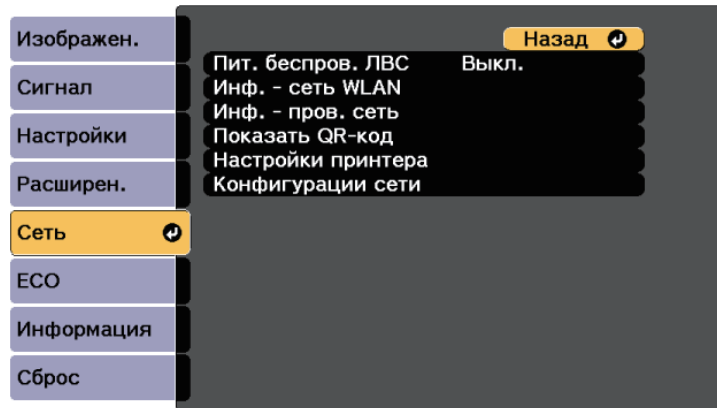 Изображен.
Сигнал
Настройки
Расширен.
Сеть
ECO
Информация
Сброс
Назад
Пит. беспров. ЛВС Выкл.
Инф. - сеть WLAN
Инф. - пров. сеть
Показать QR-код
Настройки принтера
Конфигурации сети